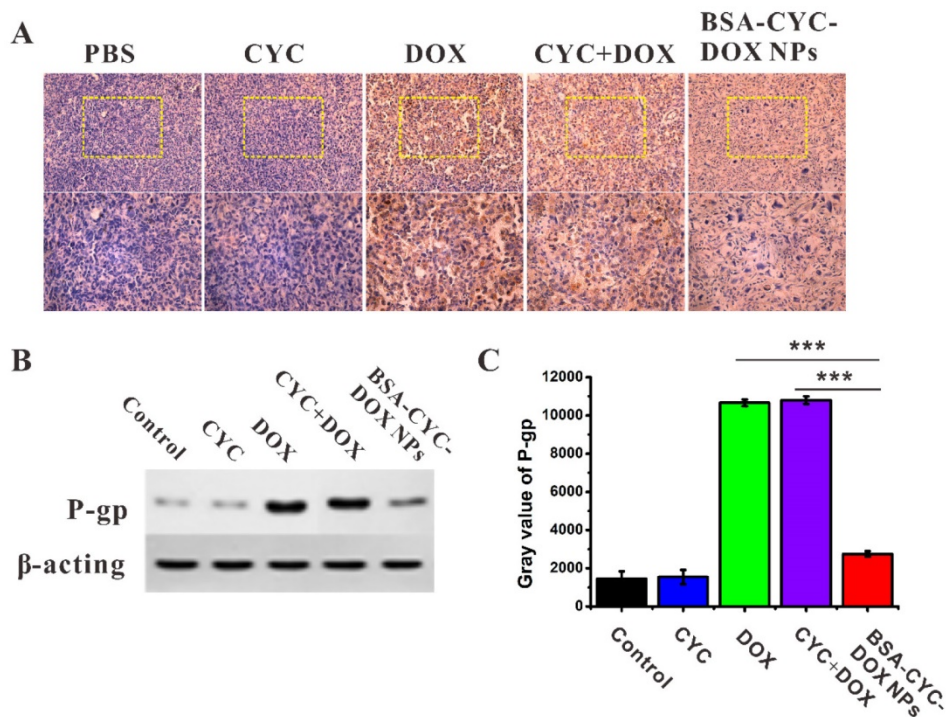 A
PBS
CYC
DOX
CYC+DOX
BSA-CYC-
DOX NPs
B
Control
CYC
DOX
CYC+DOX
BSA-CYC-
DOX NPs
P-gp
β-acting
C
***
***
Gray value of P-gp
12000
10000
8000
6000
4000
2000
0
Control
CYC
DOX
CYC+DOX
BSA-CYC-
DOX NPs